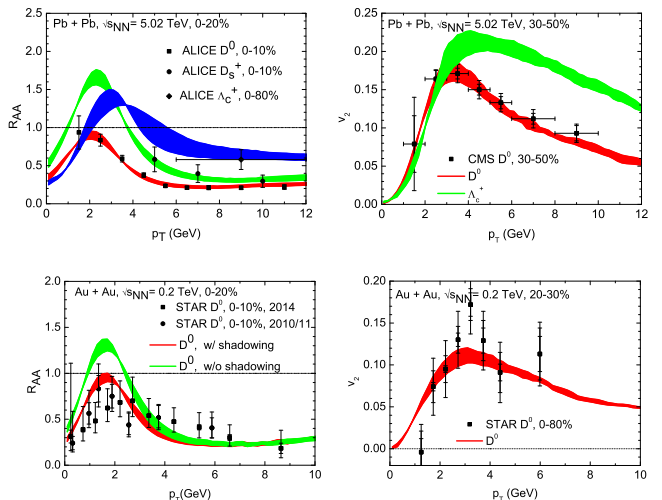 Pb + Pb, √sNN= 5.02 TeV, 0-20%
2.5
2.0
1.5
1.0
0.5
0.0
RAA
ALICE D⁰, 0-10%
ALICE Dₛ⁺, 0-10%
ALICE Λ꜀⁺, 0-80%
0 2 4 6 8 10 12
pT (GeV)
Pb + Pb, √sNN= 5.02 TeV, 30-50%
0.25
0.20
0.15
0.10
0.05
0.00
v₂
CMS D⁰, 30-50%
D⁰
Λ꜀⁺
0 2 4 6 8 10 12
pT (GeV)
Au + Au, √sNN= 0.2 TeV, 0-20%
2.0
1.5
1.0
0.5
0.0
RAA
STAR D⁰, 0-10%, 2014
STAR D⁰, 0-10%, 2010/11
D⁰, w/ shadowing
D⁰, w/o shadowing
0 2 4 6 8 10
pT(GeV)
Au + Au, √sNN= 0.2 TeV, 20-30%
0.20
0.15
0.10
0.05
0.00
v₂
STAR D⁰, 0-80%
D⁰
0 2 4 6 8 10
pT (GeV)